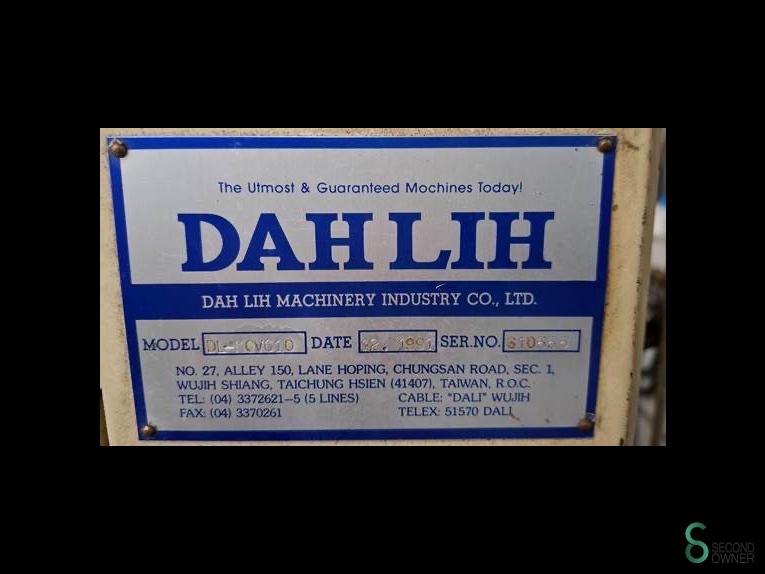 The Utmost & Guaranteed Mochines Today!
DAH LIH
DAH LIH MACHINERY INDUSTRY CO., LTD.
MODEL DATE 12. 1991 SER.NO.
NO. 27, ALLEY 150, LANE HOPING, CHUNGSAN ROAD, SEC. 1,
WUJIH SHIANG, TAICHUNG HSIEN (41407), TAIWAN, R.O.C.
TEL: (04) 3372621-5 (5 LINES) CABLE: "DALI" WUJIH
FAX: (04) 3370261 TELEX: 51570 DALI
SECOND
OWNER